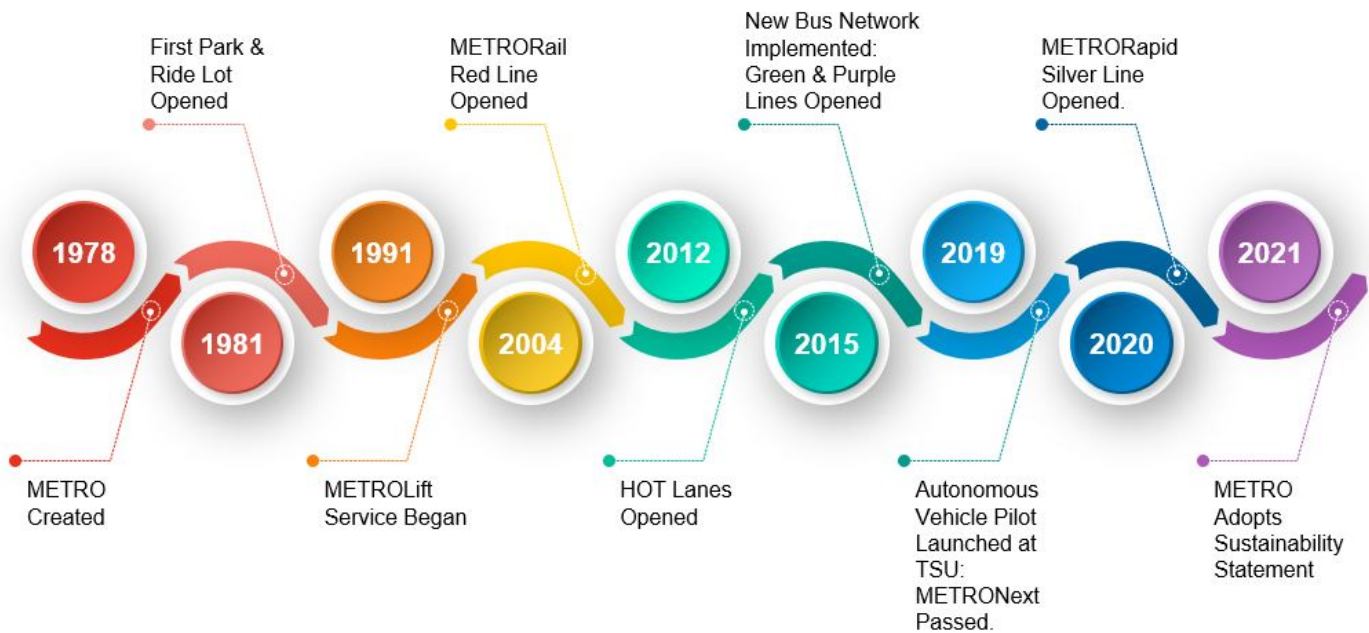 First Park &
Ride Lot
Opened
METRORail
Red Line
Opened
New Bus Network
Implemented:
Green & Purple
Lines Opened
METRORapid
Silver Line
Opened.
1978
1981
1991
2004
2012
2015
2019
2020
2021
METRO
Created
METROLift
Service Began
HOT Lanes
Opened
Autonomous
Vehicle Pilot
Launched at
TSU:
METRONext
Passed.
METRO
Adopts
Sustainability
Statement